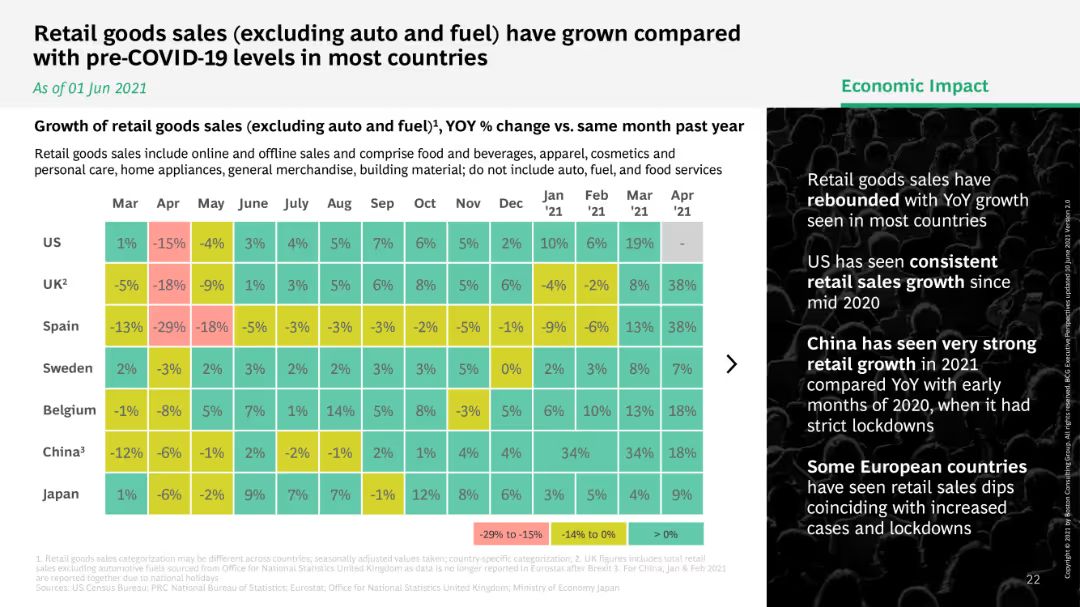 Retail goods sales (excluding auto and fuel) have grown compared
with pre-COVID-19 levels in most countries
As of 01 Jun 2021
Economic Impact
Growth of retail goods sales (excluding auto and fuel)¹, YOY % change vs. same month past year
Retail goods sales include online and offline sales and comprise food and beverages, apparel, cosmetics and
personal care, home appliances, general merchandise, building material; do not include auto, fuel, and food services
Mar Apr May June July Aug Sep Oct Nov Dec Jan '21 Feb '21 Mar '21 Apr '21
US 1% -15% -4% 3% 4% 5% 7% 6% 5% 2% 10% 6% 19% -
UK² -5% -18% -9% 1% 3% 5% 6% 8% 5% 6% -4% -2% 8% 38%
Spain -13% -29% -18% -5% -3% -3% -3% -2% -5% -1% -9% -6% 13% 38%
Sweden 2% -3% 2% 3% 2% 2% 3% 3% 5% 0% 2% 3% 8% 7%
Belgium -1% -8% 5% 7% 1% 14% 5% 8% -3% 5% 6% 10% 13% 18%
China³ -12% -6% -1% 2% -2% -1% 2% 1% 4% 4% 34% 34% 18%
Japan 1% -6% -2% 9% 7% 7% -1% 12% 8% 6% 3% 5% 4% 9%
-29% to -15% -14% to 0% > 0%
1. Retail goods sales categorization may be different across countries; seasonally adjusted values taken; country-specific categorization; 2. UK figures includes total retail
sales excluding automotive fuels sourced from Office for National Statistics United Kingdom as data is no longer reported in Eurostat after Brexit 3. For China, Jan & Feb 2021
are reported together due to national holidays
Sources: US Census Bureau; PRC National Bureau of Statistics; Eurostat; Office for National Statistics United Kingdom; Ministry of Economy Japan
Retail goods sales have
rebounded with YoY growth
seen in most countries
US has seen consistent
retail sales growth since
mid 2020
China has seen very strong
retail growth in 2021
compared YoY with early
months of 2020, when it had
strict lockdowns
Some European countries
have seen retail sales dips
coinciding with increased
cases and lockdowns
22
Copyright © 2021 by Boston Consulting Group. All rights reserved. BCG Executive Perspectives updated 10 June 2021 Version 2.0